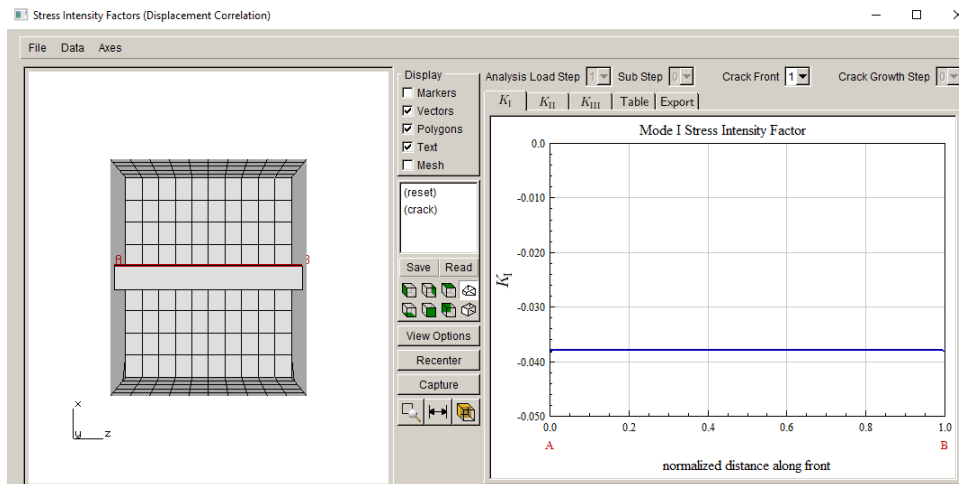 Stress Intensity Factors (Displacement Correlation)
File Data Axes
Display
Markers
Vectors
Polygons
Text
Mesh
(reset)
(crack)
Save Read
View Options
Recenter
Capture
A
x
y z
Analysis Load Step 1 Sub Step 0 Crack Front 1 Crack Growth Step 0
KI KII KIII Table Export
Mode I Stress Intensity Factor
0.0
-0.010
-0.020
-0.030
-0.040
-0.050
KI
0.0 0.2 0.4 0.6 0.8 1.0
A B
normalized distance along front